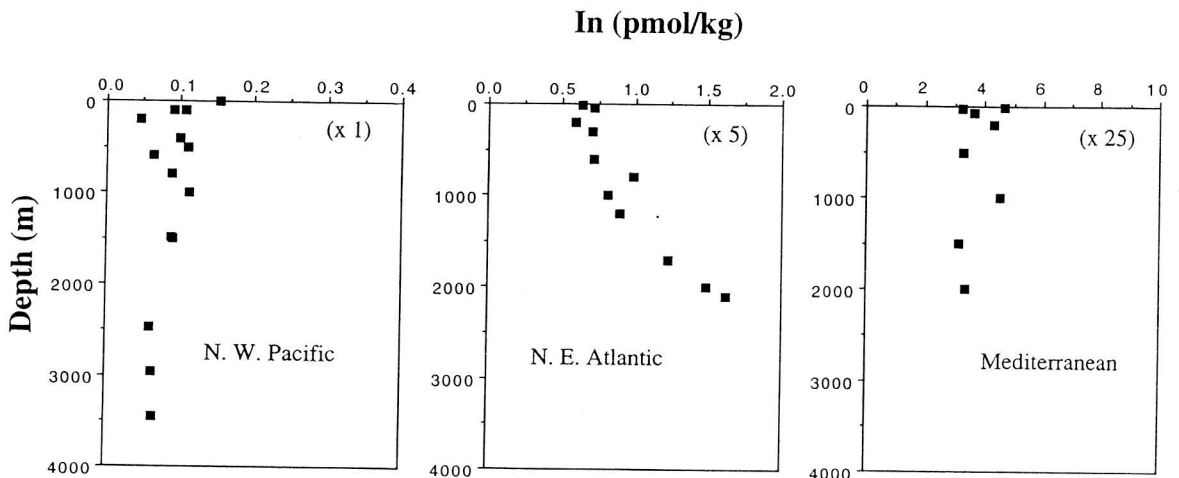 In (pmol/kg)
0.0 0.1 0.2 0.3 0.4
0
1000
2000
3000
4000
Depth (m)
(x 1)
N. W. Pacific
0.0 0.5 1.0 1.5 2.0
0
1000
2000
3000
4000
(x 5)
N. E. Atlantic
0 2 4 6 8 10
0
1000
2000
3000
4000
(x 25)
Mediterranean